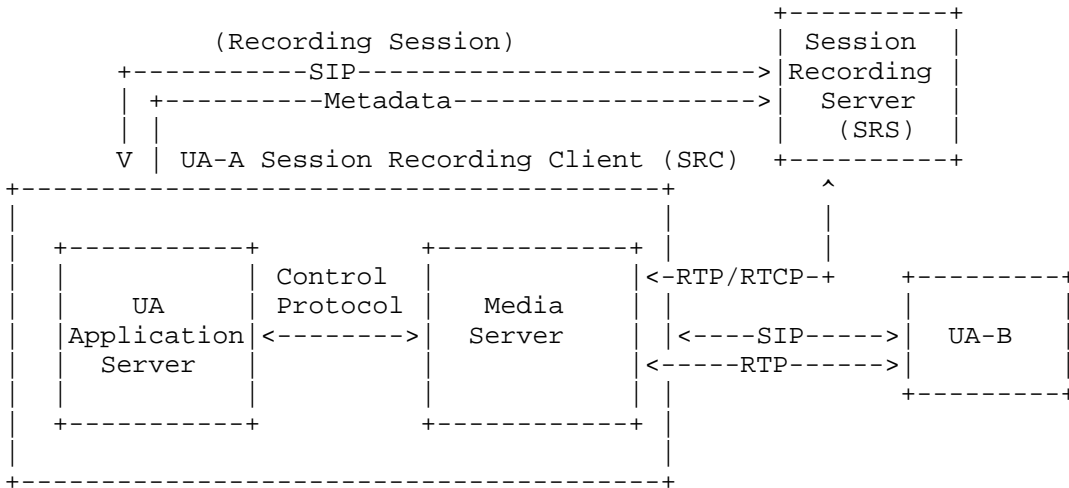 (Recording Session)
Session
SIP
Recording
Metadata
Server
(SRS)
V
UA-A Session Recording Client (SRC)
Control
RTP/RTCP
UA
Protocol
Media
Application
Server
SIP
UA-B
Server
RTP